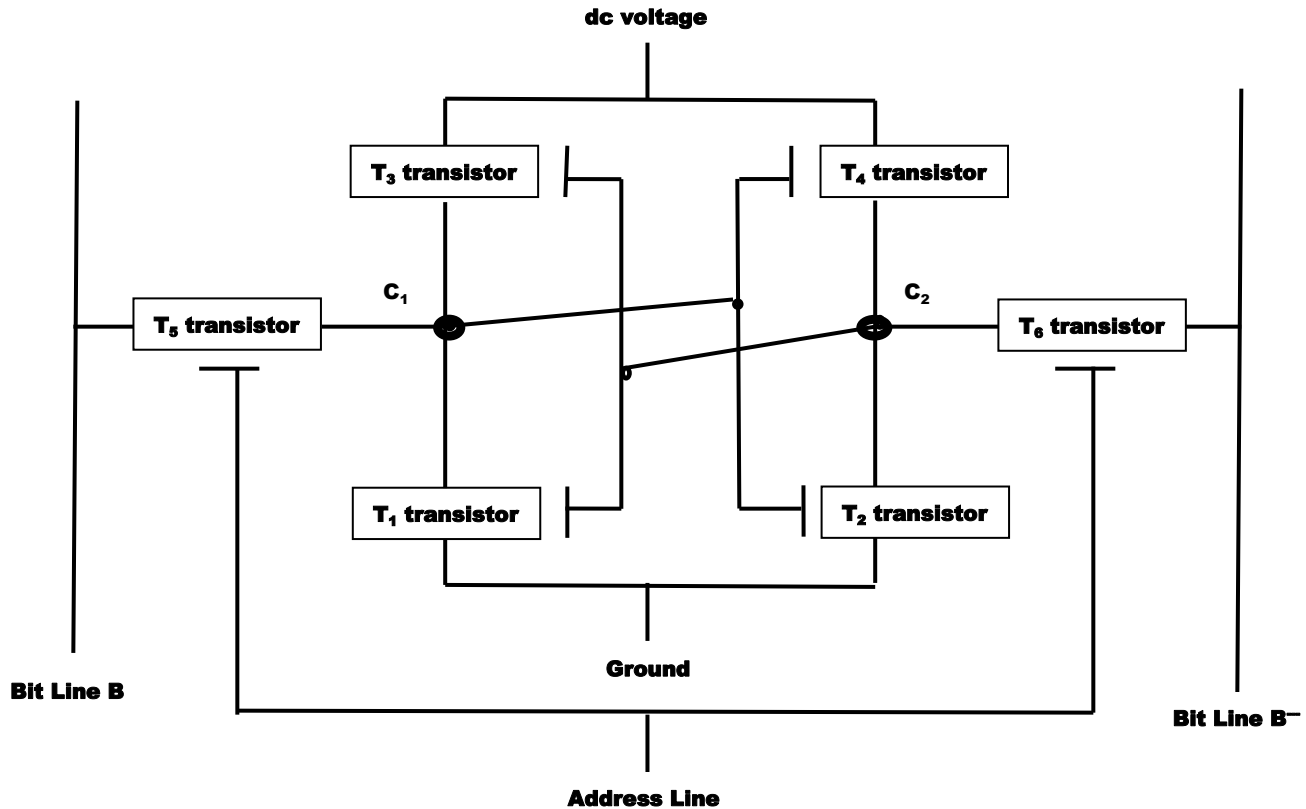 dc voltage
T₃ transistor
T₄ transistor
C₁
C₂
T₅ transistor
T₆ transistor
T₁ transistor
T₂ transistor
Ground
Bit Line B
Bit Line B‾
Address Line